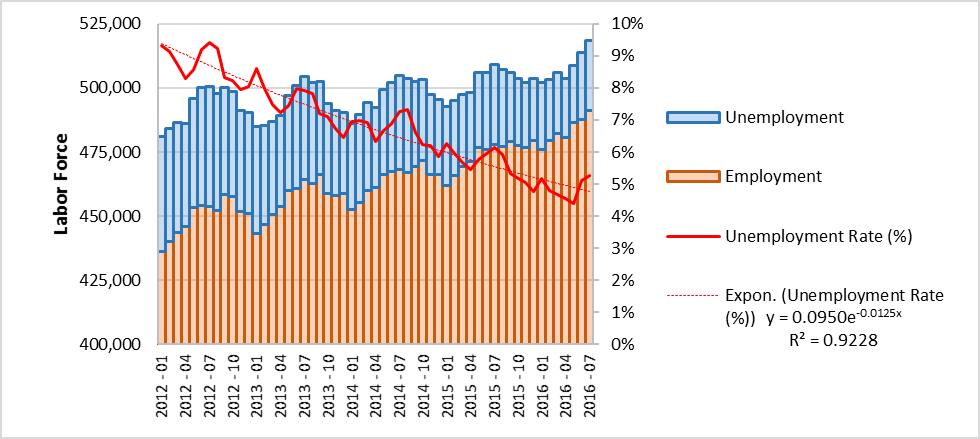 525,000
500,000
475,000
450,000
425,000
400,000
Labor Force
10%
9%
8%
7%
6%
5%
4%
3%
2%
1%
0%
2012 - 01
2012 - 04
2012 - 07
2012 - 10
2013 - 01
2013 - 04
2013 - 07
2013 - 10
2014 - 01
2014 - 04
2014 - 07
2014 - 10
2015 - 01
2015 - 04
2015 - 07
2015 - 10
2016 - 01
2016 - 04
2016 - 07
Unemployment
Employment
Unemployment Rate (%)
Expon. (Unemployment Rate
(%)) y = 0.0950e^-0.0125x
R² = 0.9228